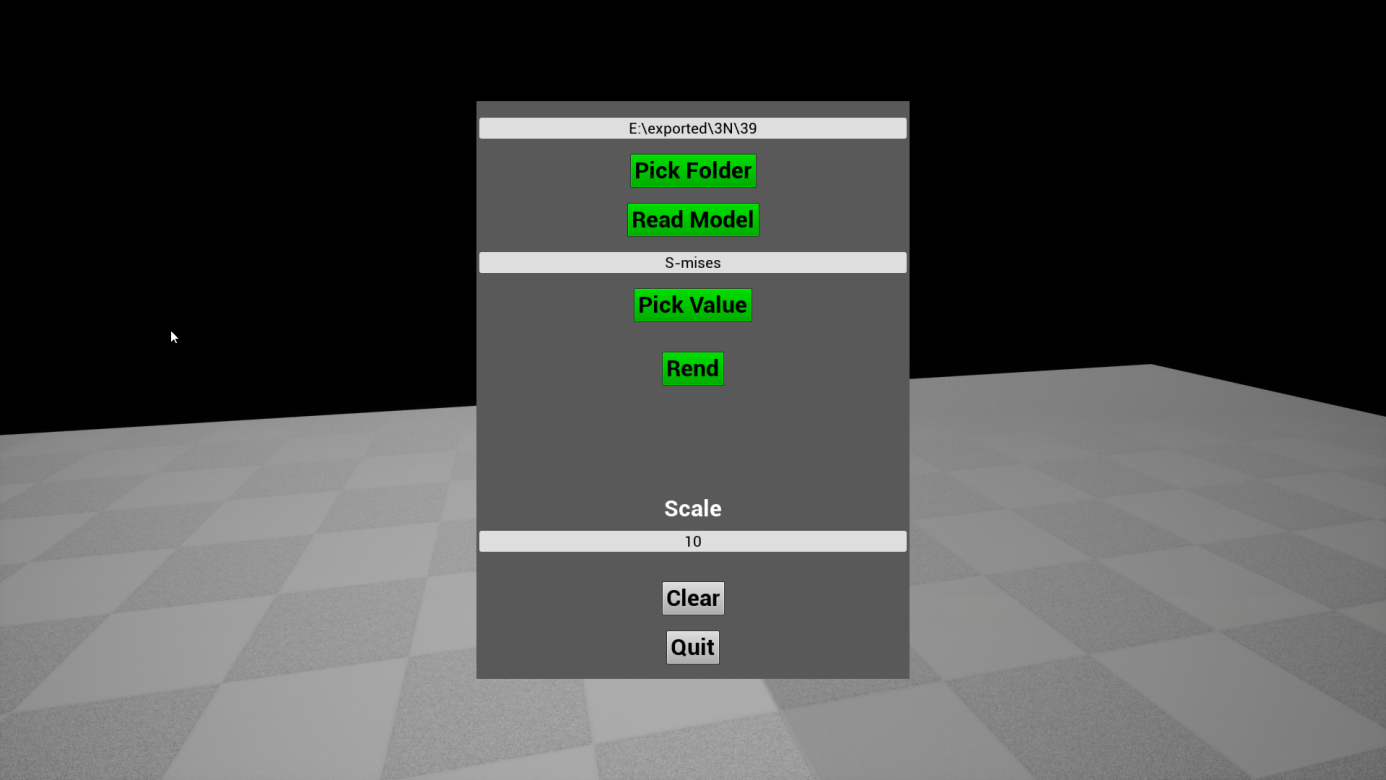 E:\exported\3N\39
Pick Folder
Read Model
S-mises
Pick Value
Rend
Scale
10
Clear
Quit